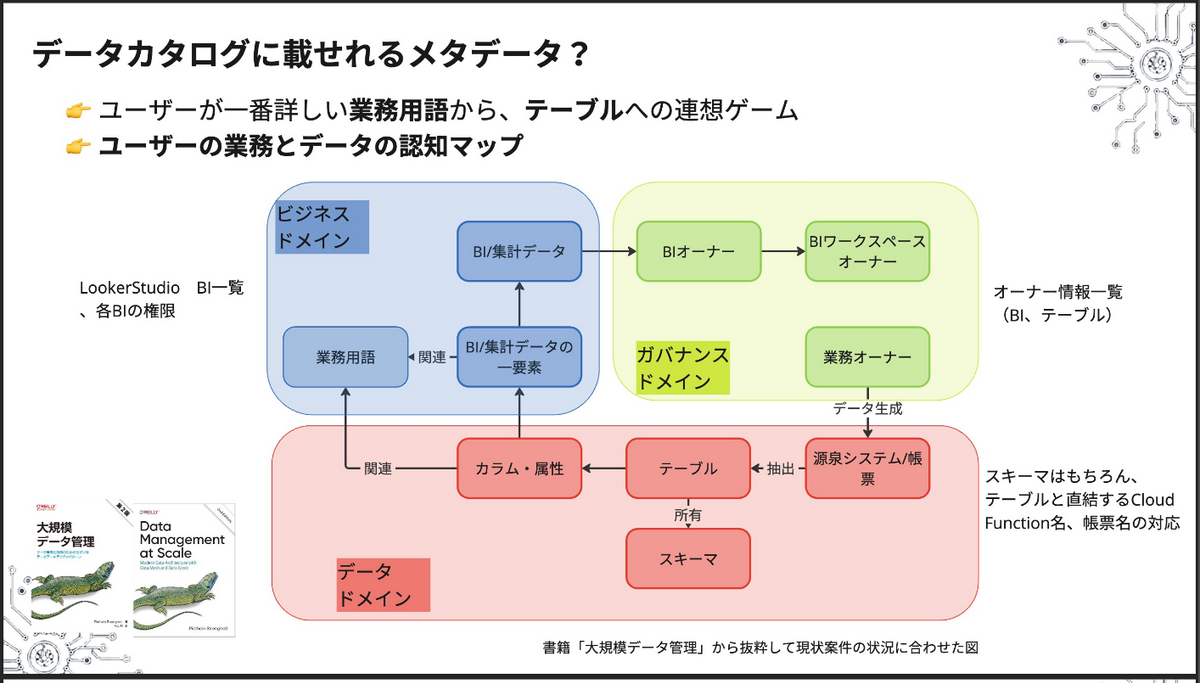 データカタログに載せれるメタデータ？
👉 ユーザーが一番詳しい業務用語から、テーブルへの連想ゲーム
👉 ユーザーの業務とデータの認知マップ
ビジネス
ドメイン
BI/集計データ
BIオーナー
BIワークスペース
オーナー
LookerStudio　BI一覧
、各BIの権限
オーナー情報一覧
（BI、テーブル）
業務用語
関連
BI/集計データの
一要素
ガバナンス
ドメイン
業務オーナー
データ生成
関連
カラム・属性
テーブル
抽出
源泉システム/帳
票
所有
スキーマ
データ
ドメイン
スキーマはもちろん、
テーブルと直結するCloud
Function名、帳票名の対応
O'REILLY
第2版
大規模
データ管理
O'REILLY
2nd Edition
Data
Management
at Scale
Piethein Strengholt
書籍「大規模データ管理」から抜粋して現状案件の状況に合わせた図